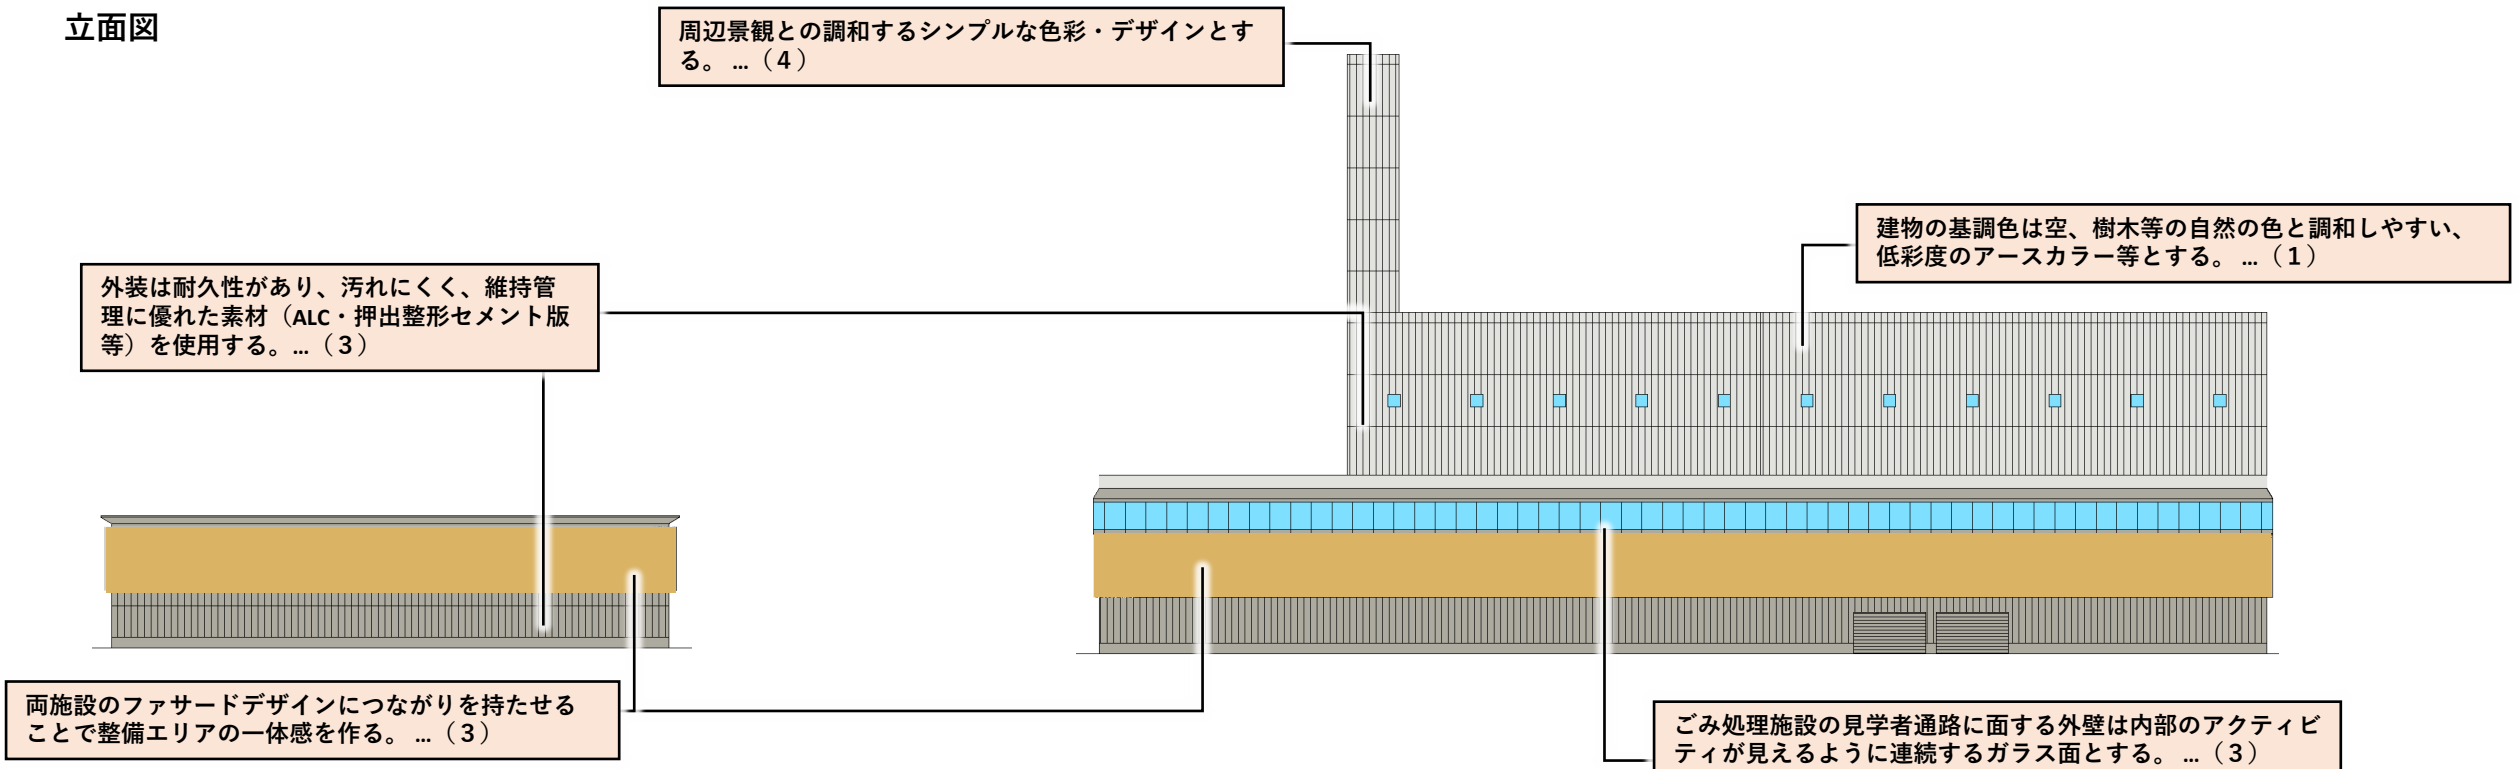 立面図
周辺景観との調和するシンプルな色彩・デザインとす
る。 …（４）
建物の基調色は空、樹木等の自然の色と調和しやすい、
低彩度のアースカラー等とする。 …（１）
外装は耐久性があり、汚れにくく、維持管
理に優れた素材（ALC・押出整形セメント版
等）を使用する。…（３）
両施設のファサードデザインにつながりを持たせる
ことで整備エリアの一体感を作る。 …（３）
ごみ処理施設の見学者通路に面する外壁は内部のアクティビ
ティが見えるように連続するガラス面とする。 …（３）